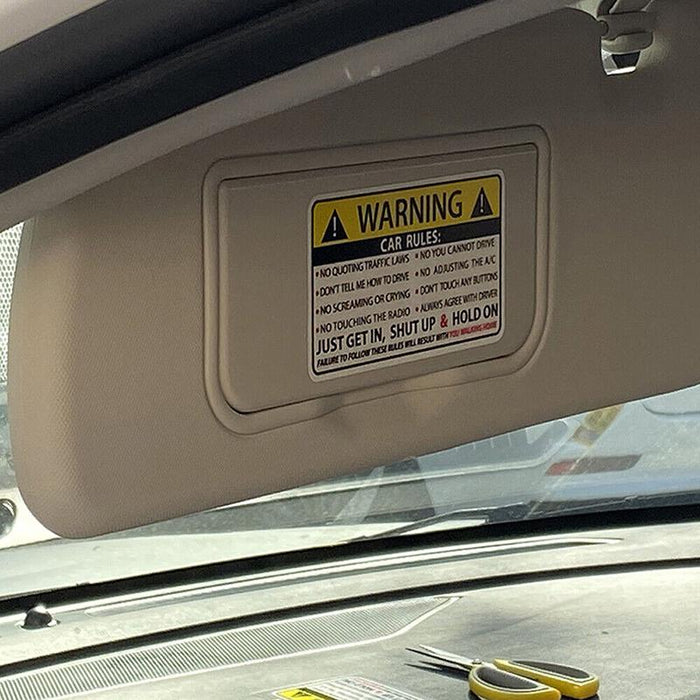 WARNING
CAR RULES:
• NO QUOTING TRAFFIC LAWS • NO YOU CANNOT DRIVE
• DON'T TELL ME HOW TO DRIVE • NO ADJUSTING THE A/C
• NO SCREAMING OR CRYING • DON'T TOUCH ANY BUTTONS
• NO TOUCHING THE RADIO • ALWAYS AGREE WITH DRIVER
JUST GET IN, SHUT UP & HOLD ON
FAILURE TO FOLLOW THESE RULES WILL RESULT WITH YOU WALKING HOME